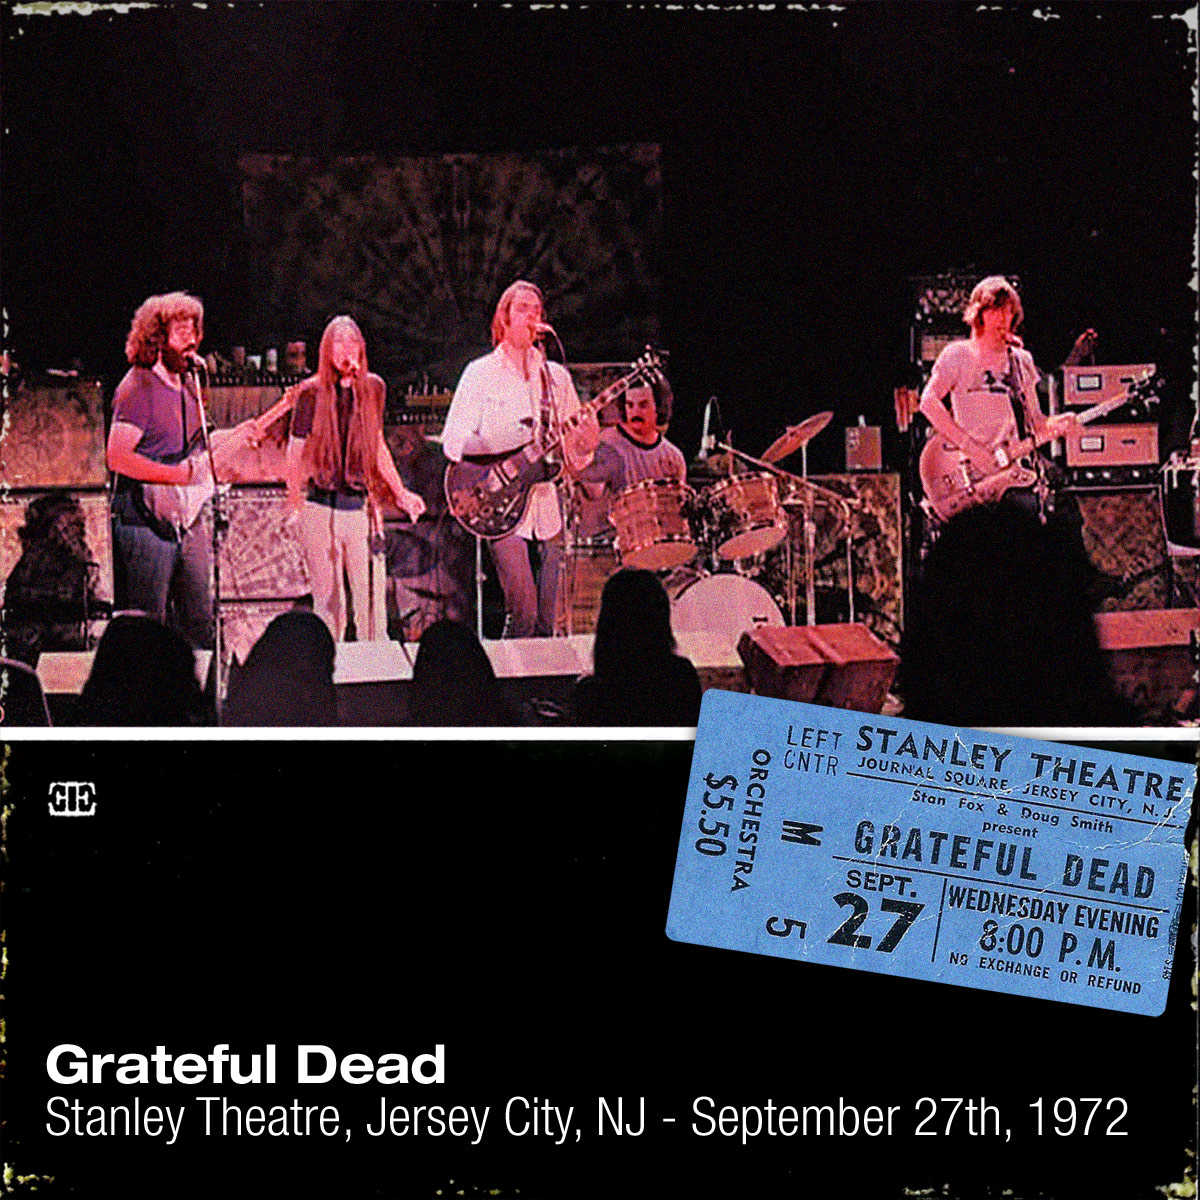 LEFT
CNTR
STANLEY THEATRE
JOURNAL SQUARE, JERSEY CITY, N. J.
Stan Fox & Doug Smith
present
GRATEFUL DEAD
ORCHESTRA
$5.50
M
5
SEPT.
27
WEDNESDAY EVENING
8:00 P.M.
NO EXCHANGE OR REFUND
Grateful Dead
Stanley Theatre, Jersey City, NJ - September 27th, 1972